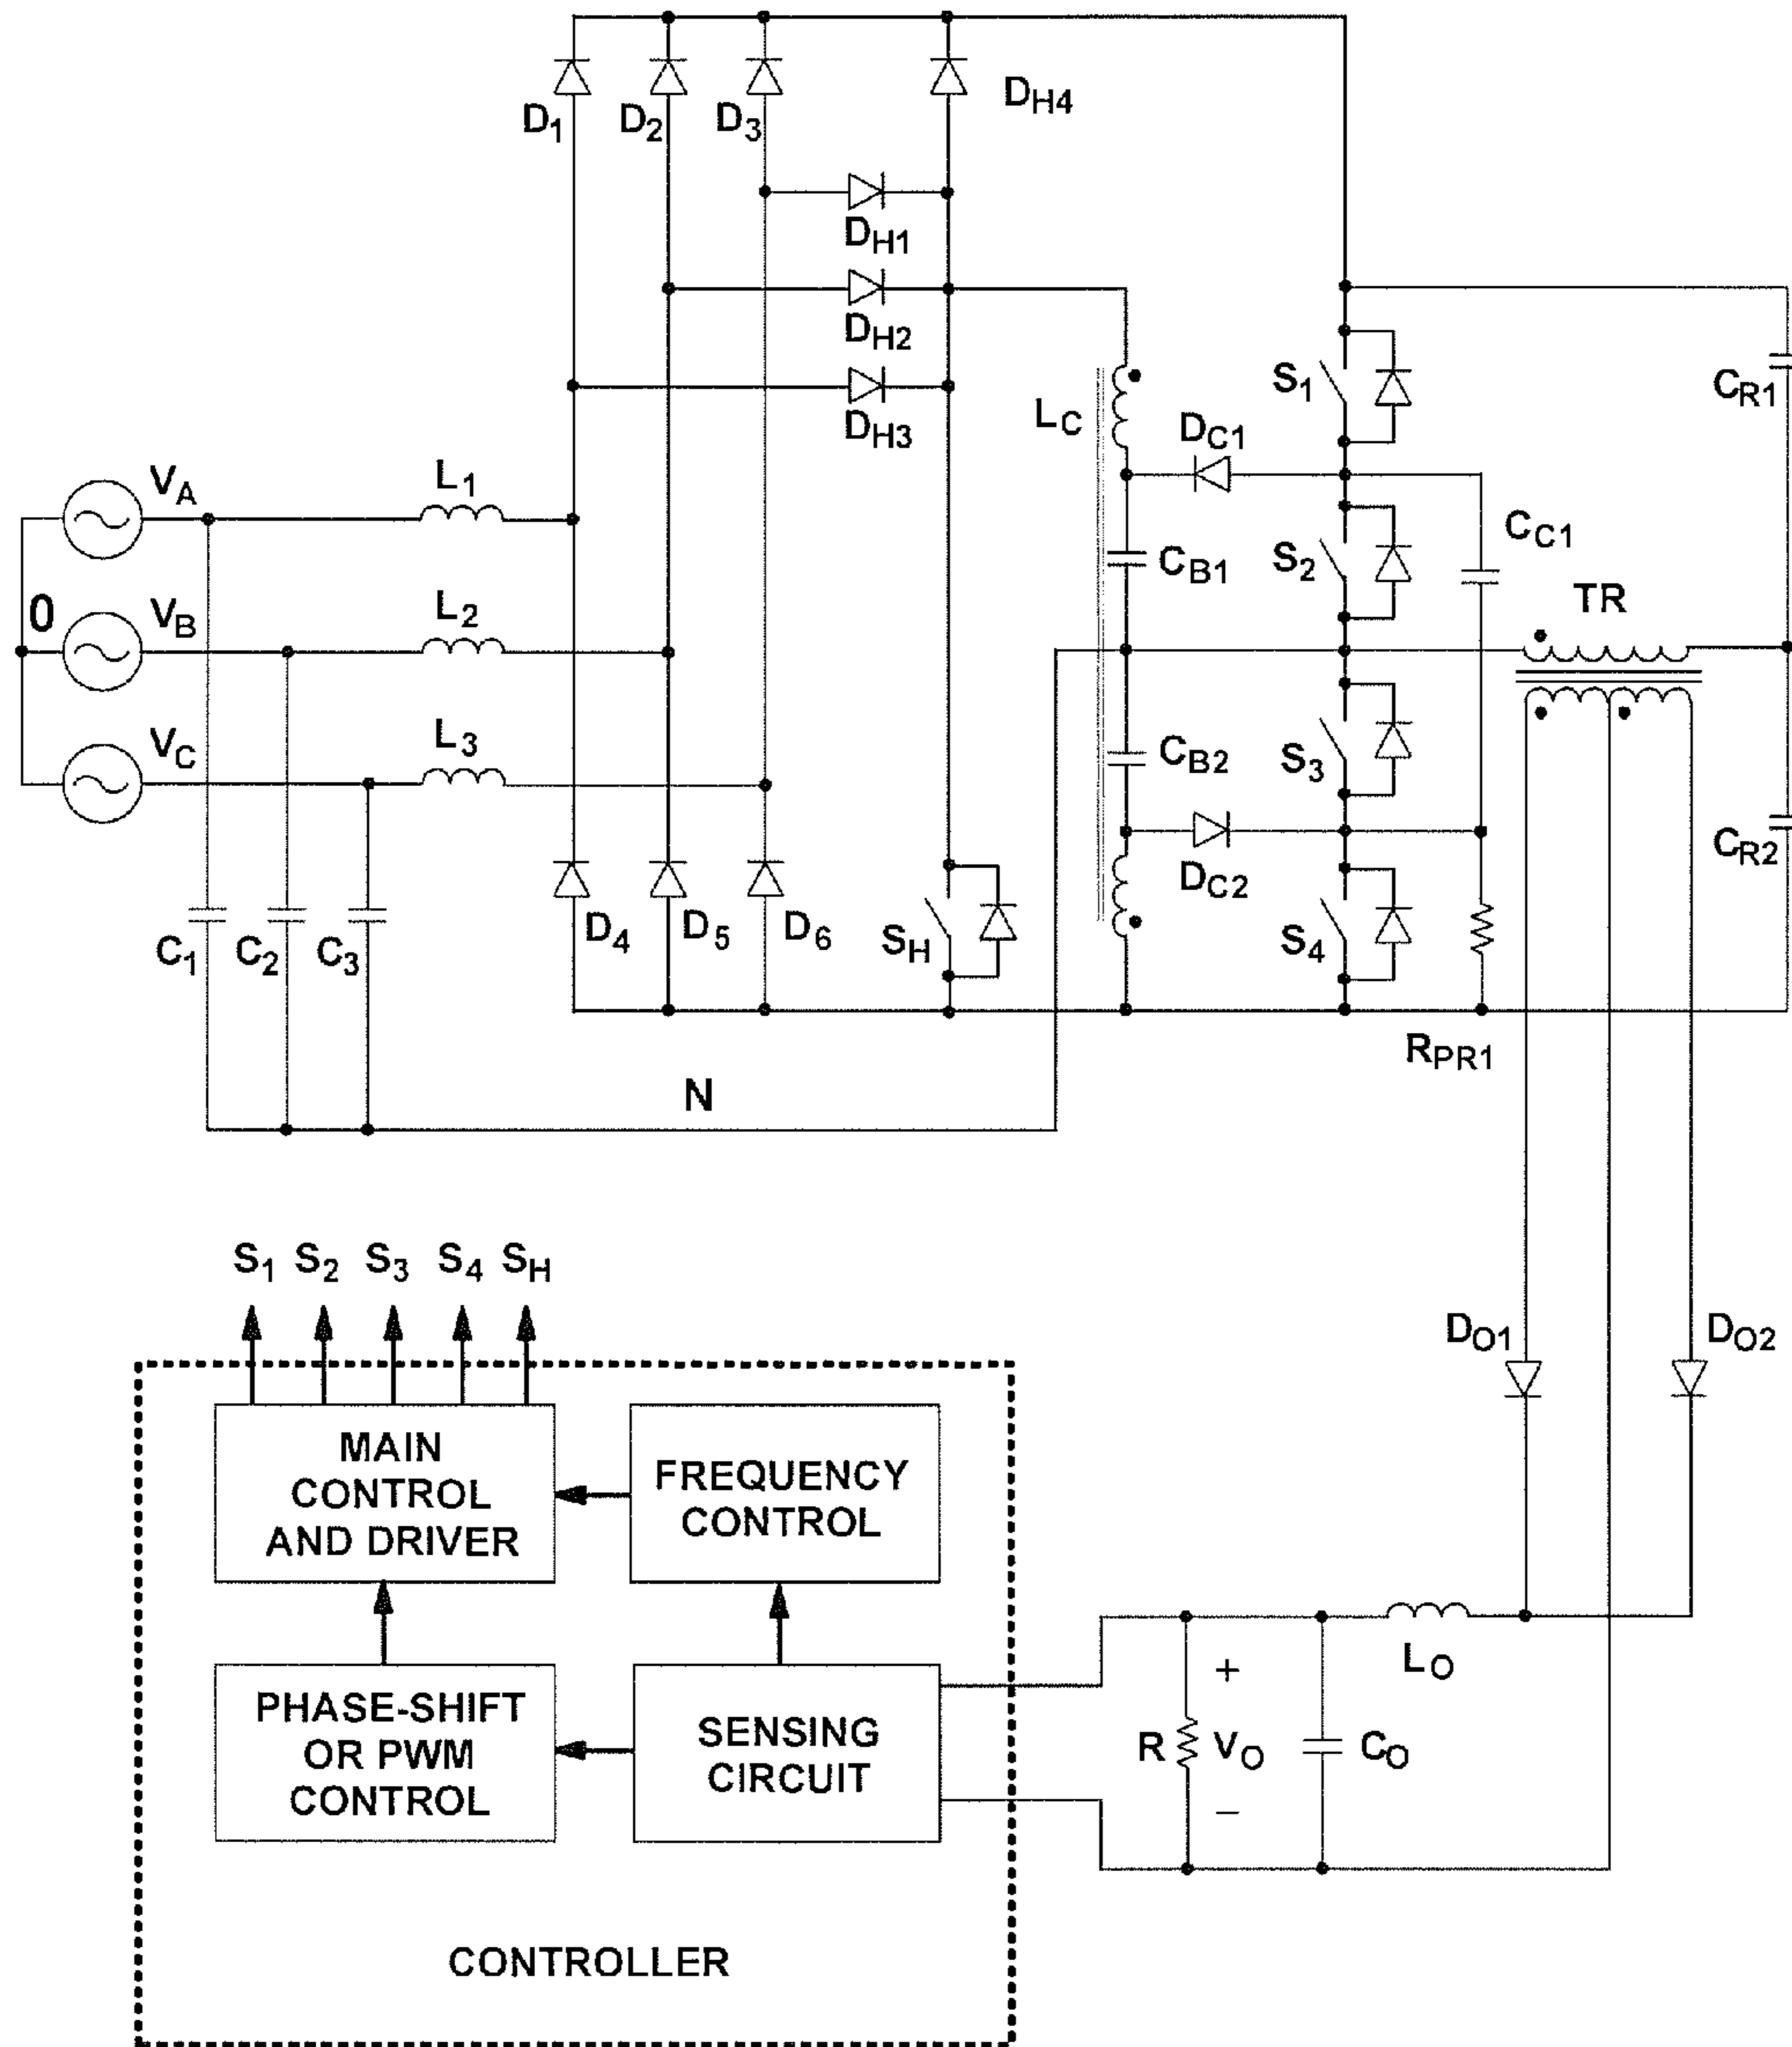 D1 D2 D3 DH4
DH1
DH2
DH3
S1
CR1
LC DC1
VA L1
CC1
S2
CB1
TR
0 VB L2
VC L3
CB2 S3
CR2
DC2
D4 D5 D6 SH S4
C1 C2 C3
RPR1
N
S1 S2 S3 S4 SH
DO1 DO2
MAIN
CONTROL
AND DRIVER
FREQUENCY
CONTROL
LO
PHASE-SHIFT
OR PWM
CONTROL
SENSING
CIRCUIT
+
R VO CO
−
CONTROLLER